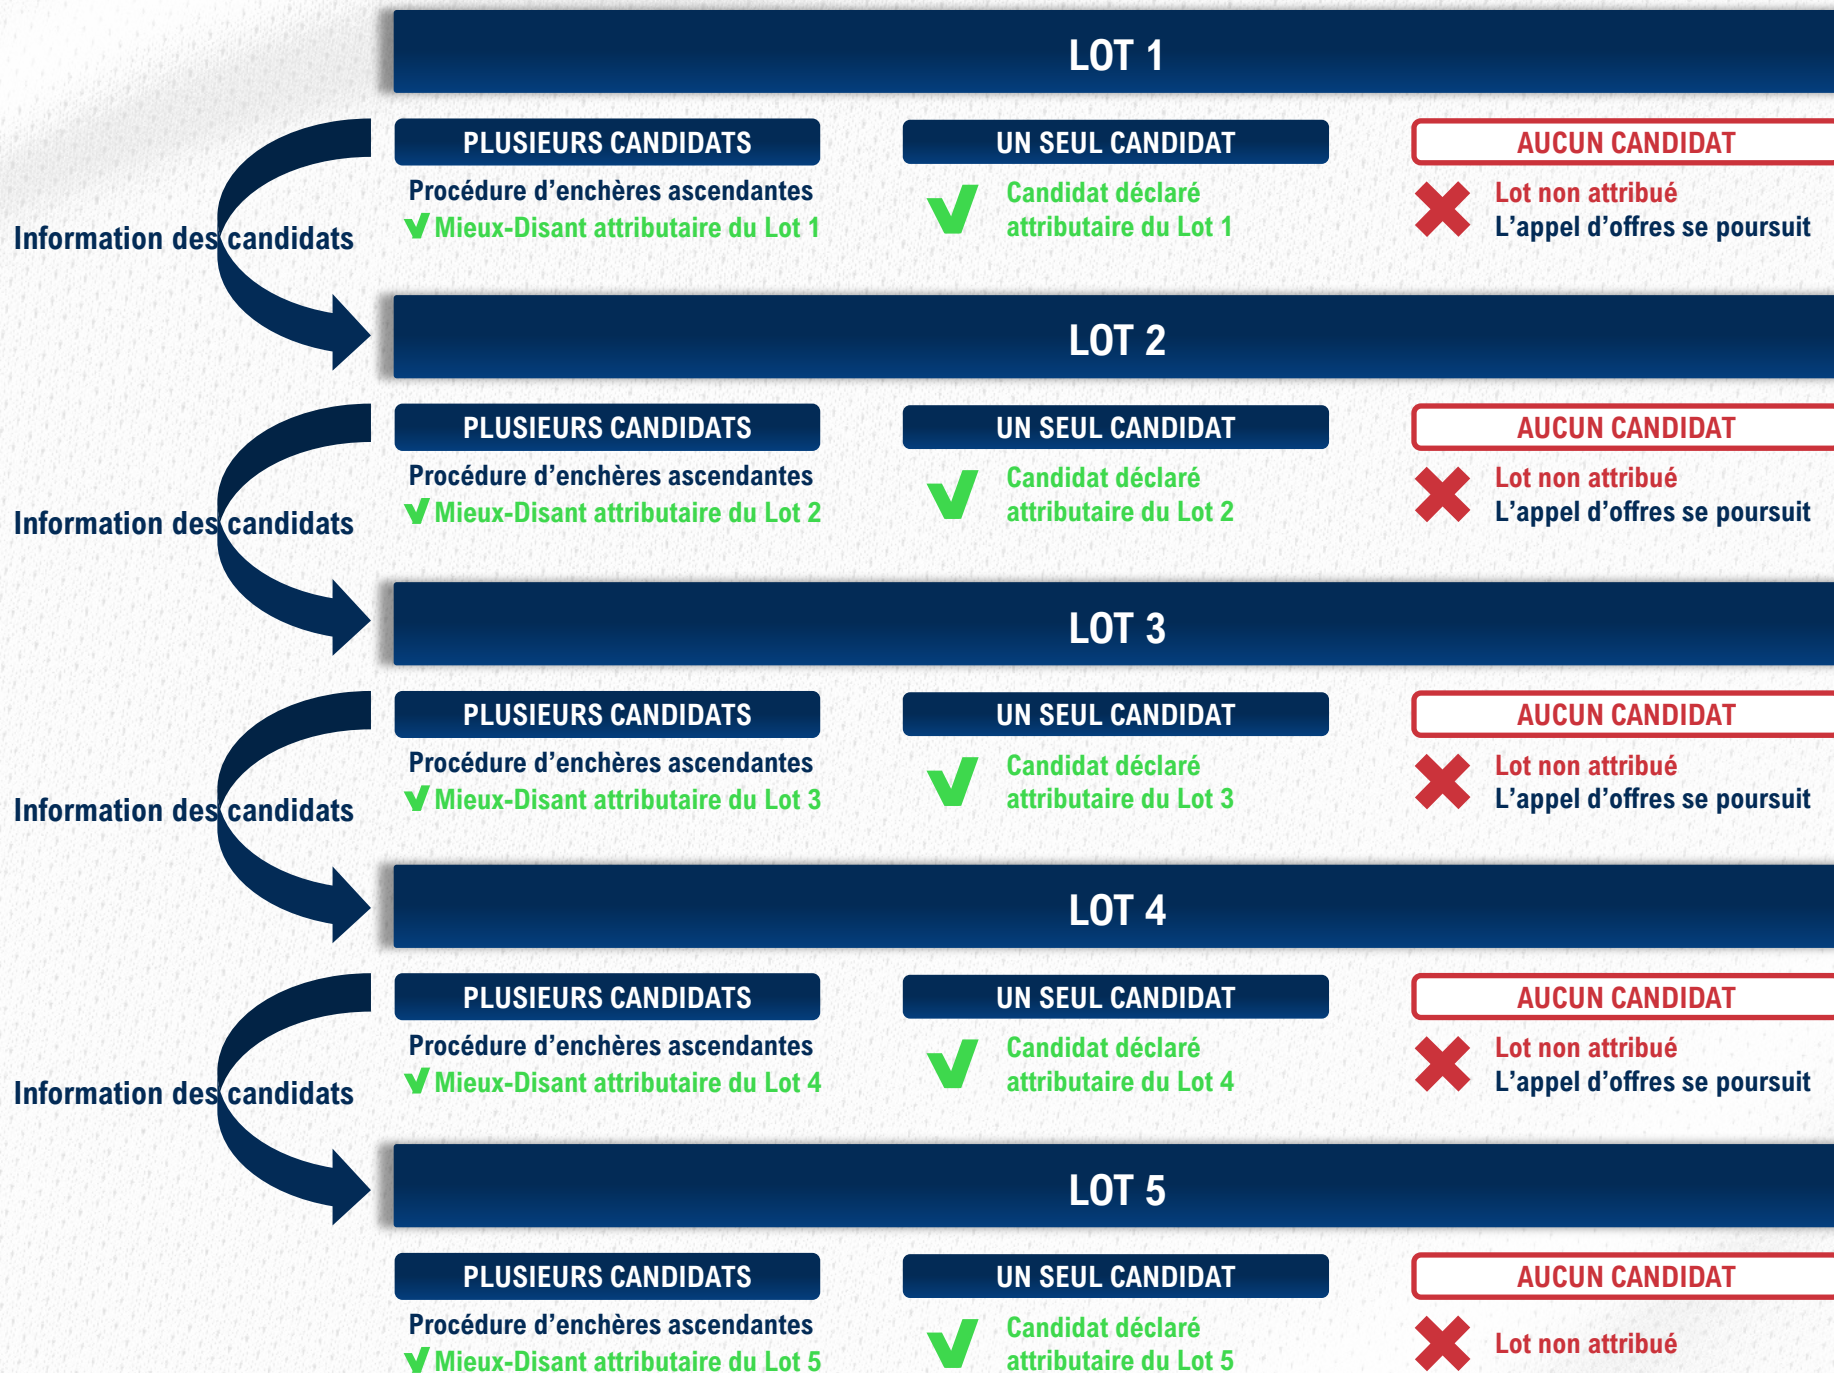 LOT 1
PLUSIEURS CANDIDATS
Procédure d’enchères ascendantes
Mieux-Disant attributaire du Lot 1
UN SEUL CANDIDAT
Candidat déclaré
attributaire du Lot 1
AUCUN CANDIDAT
Lot non attribué
L’appel d’offres se poursuit
Information des candidats
LOT 2
PLUSIEURS CANDIDATS
Procédure d’enchères ascendantes
Mieux-Disant attributaire du Lot 2
UN SEUL CANDIDAT
Candidat déclaré
attributaire du Lot 2
AUCUN CANDIDAT
Lot non attribué
L’appel d’offres se poursuit
Information des candidats
LOT 3
PLUSIEURS CANDIDATS
Procédure d’enchères ascendantes
Mieux-Disant attributaire du Lot 3
UN SEUL CANDIDAT
Candidat déclaré
attributaire du Lot 3
AUCUN CANDIDAT
Lot non attribué
L’appel d’offres se poursuit
Information des candidats
LOT 4
PLUSIEURS CANDIDATS
Procédure d’enchères ascendantes
Mieux-Disant attributaire du Lot 4
UN SEUL CANDIDAT
Candidat déclaré
attributaire du Lot 4
AUCUN CANDIDAT
Lot non attribué
L’appel d’offres se poursuit
Information des candidats
LOT 5
PLUSIEURS CANDIDATS
Procédure d’enchères ascendantes
Mieux-Disant attributaire du Lot 5
UN SEUL CANDIDAT
Candidat déclaré
attributaire du Lot 5
AUCUN CANDIDAT
Lot non attribué